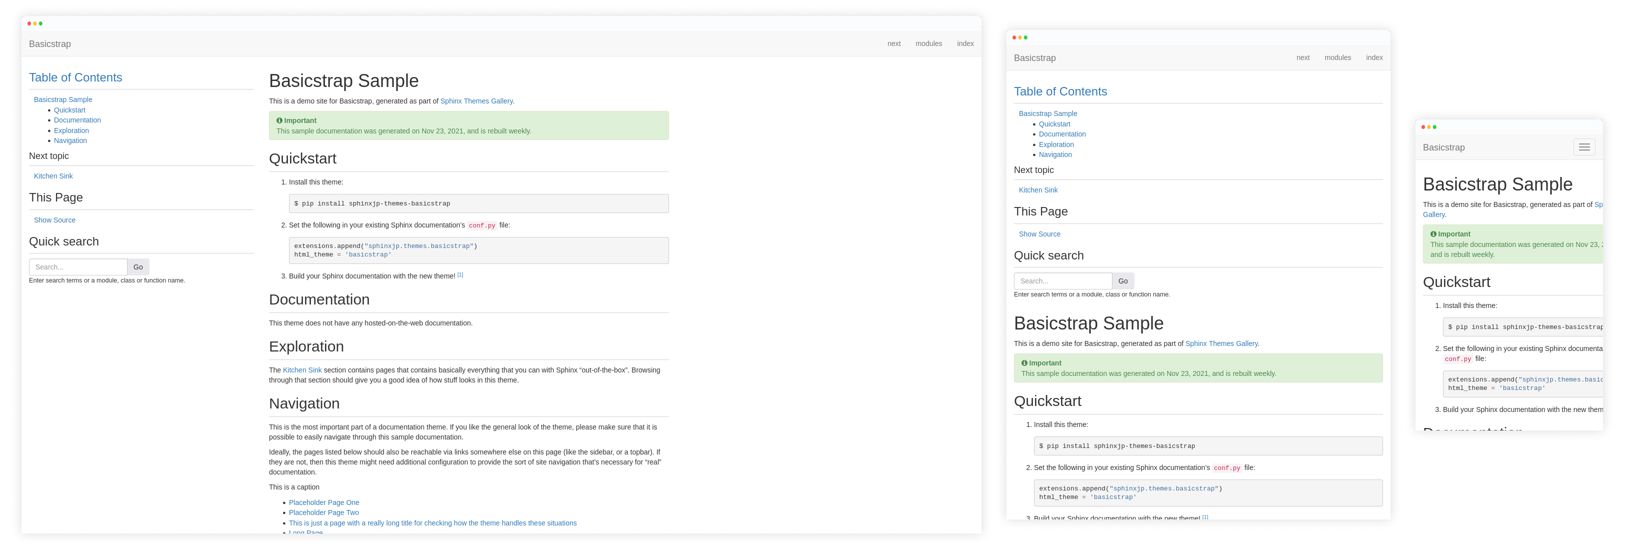 Basicstrap
next modules index
Table of Contents
Basicstrap Sample
Quickstart
Documentation
Exploration
Navigation
Next topic
Kitchen Sink
This Page
Show Source
Quick search
Search...
Go
Enter search terms or a module, class or function name.
Basicstrap Sample
This is a demo site for Basicstrap, generated as part of Sphinx Themes Gallery.
Important
This sample documentation was generated on Nov 23, 2021, and is rebuilt weekly.
Quickstart
1. Install this theme:
$ pip install sphinxjp-themes-basicstrap
2. Set the following in your existing Sphinx documentation's conf.py file:
extensions.append("sphinxjp.themes.basicstrap")
html_theme = 'basicstrap'
3. Build your Sphinx documentation with the new theme! [1]
Documentation
This theme does not have any hosted-on-the-web documentation.
Exploration
The Kitchen Sink section contains pages that contains basically everything that you can with Sphinx “out-of-the-box”. Browsing
through that section should give you a good idea of how stuff looks in this theme.
Navigation
This is the most important part of a documentation theme. If you like the general look of the theme, please make sure that it is
possible to easily navigate through this sample documentation.
Ideally, the pages listed below should also be reachable via links somewhere else on this page (like the sidebar, or a topbar). If
they are not, then this theme might need additional configuration to provide the sort of site navigation that's necessary for “real”
documentation.
This is a caption
Placeholder Page One
Placeholder Page Two
This is just a page with a really long title for checking how the theme handles these situations
Long Page
Basicstrap
next modules index
Table of Contents
Basicstrap Sample
Quickstart
Documentation
Exploration
Navigation
Next topic
Kitchen Sink
This Page
Show Source
Quick search
Search...
Go
Enter search terms or a module, class or function name.
Basicstrap Sample
This is a demo site for Basicstrap, generated as part of Sphinx Themes Gallery.
Important
This sample documentation was generated on Nov 23, 2021, and is rebuilt weekly.
Quickstart
1. Install this theme:
$ pip install sphinxjp-themes-basicstrap
2. Set the following in your existing Sphinx documentation's conf.py file:
extensions.append("sphinxjp.themes.basicstrap")
html_theme = 'basicstrap'
3. Build your Sphinx documentation with the new theme! [1]
Basicstrap
Basicstrap Sample
This is a demo site for Basicstrap, generated as part of Sp
Gallery.
Important
This sample documentation was generated on Nov 23,
and is rebuilt weekly.
Quickstart
1. Install this theme:
$ pip install sphinxjp-themes-basicstrap
2. Set the following in your existing Sphinx documenta
conf.py file:
extensions.append("sphinxjp.themes.basic
html_theme = 'basicstrap'
3. Build your Sphinx documentation with the new them
Documentation